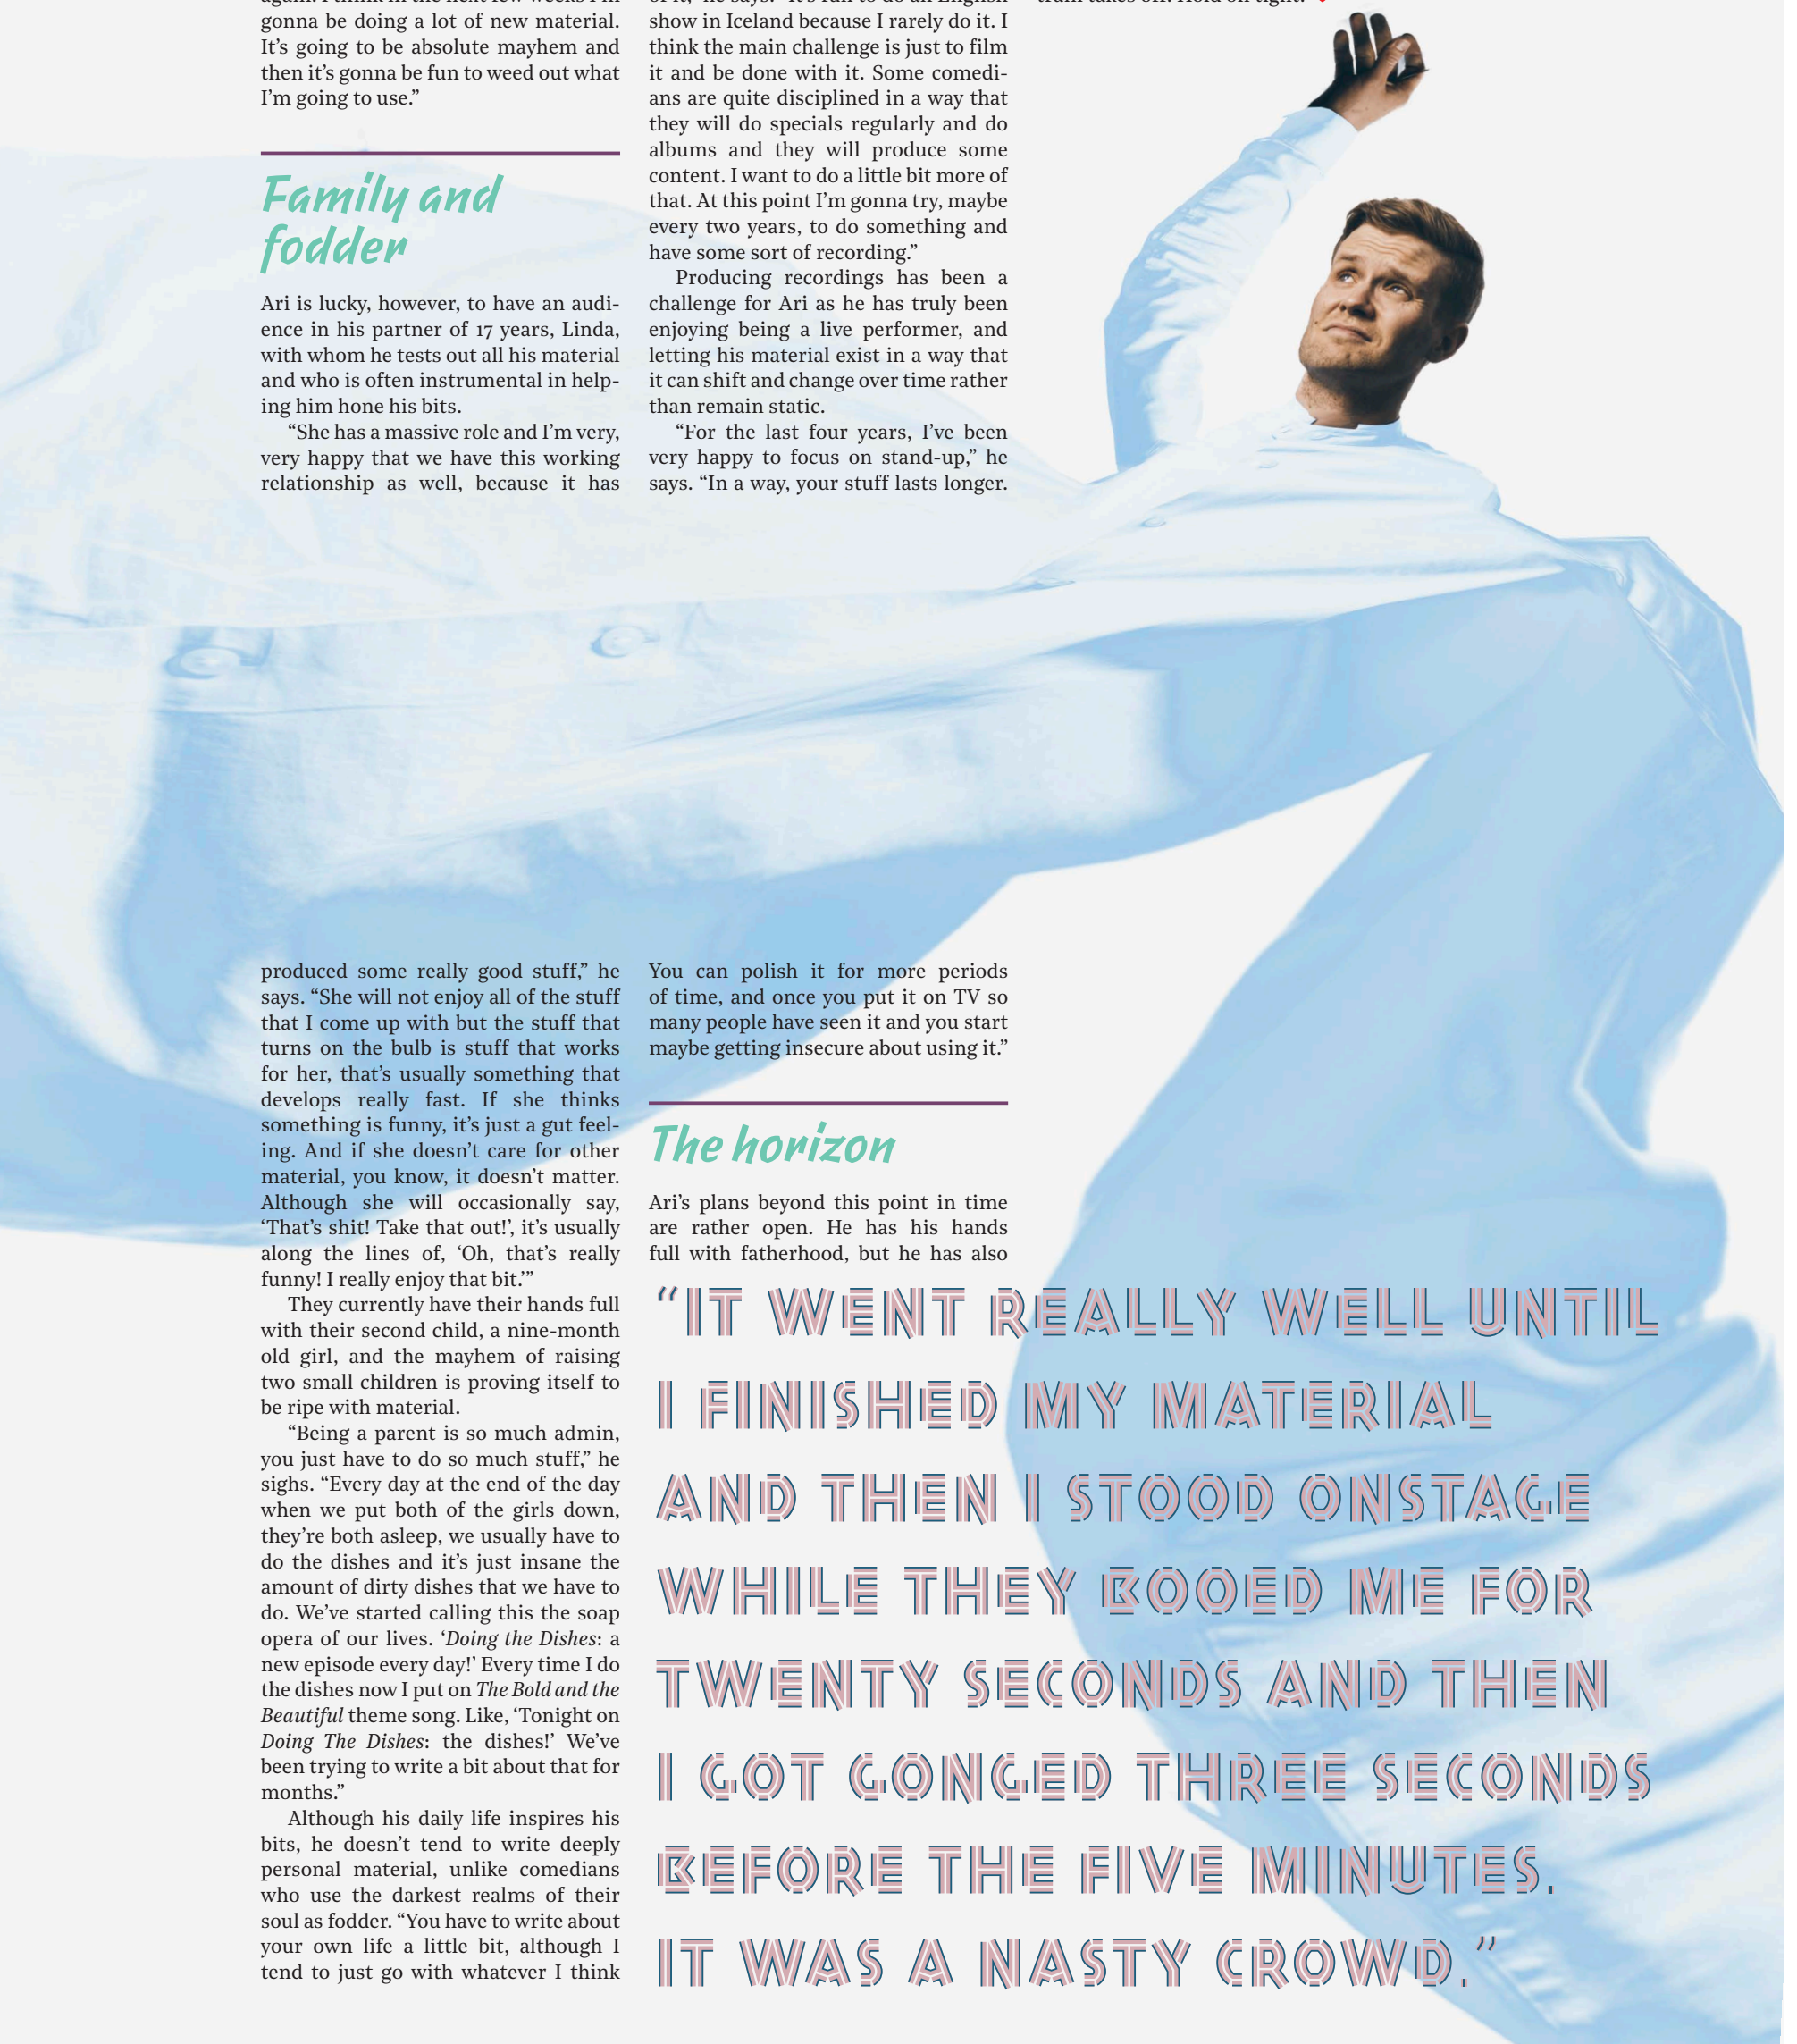 gonna be doing a lot of new material.
It’s going to be absolute mayhem and
then it’s gonna be fun to weed out what
I’m going to use.”
Family and
fodder
Ari is lucky, however, to have an audi-
ence in his partner of 17 years, Linda,
with whom he tests out all his material
and who is often instrumental in help-
ing him hone his bits.
“She has a massive role and I’m very,
very happy that we have this working
relationship as well, because it has
produced some really good stuff,” he
says. “She will not enjoy all of the stuff
that I come up with but the stuff that
turns on the bulb is stuff that works
for her, that’s usually something that
develops really fast. If she thinks
something is funny, it’s just a gut feel-
ing. And if she doesn’t care for other
material, you know, it doesn’t matter.
Although she will occasionally say,
‘That’s shit! Take that out!’, it’s usually
along the lines of, ‘Oh, that’s really
funny! I really enjoy that bit.’”
They currently have their hands full
with their second child, a nine-month
old girl, and the mayhem of raising
two small children is proving itself to
be ripe with material.
“Being a parent is so much admin,
you just have to do so much stuff,” he
sighs. “Every day at the end of the day
when we put both of the girls down,
they’re both asleep, we usually have to
do the dishes and it’s just insane the
amount of dirty dishes that we have to
do. We’ve started calling this the soap
opera of our lives. ‘Doing the Dishes: a
new episode every day!’ Every time I do
the dishes now I put on The Bold and the
Beautiful theme song. Like, ‘Tonight on
Doing The Dishes: the dishes!’ We’ve
been trying to write a bit about that for
months.”
Although his daily life inspires his
bits, he doesn’t tend to write deeply
personal material, unlike comedians
who use the darkest realms of their
soul as fodder. “You have to write about
your own life a little bit, although I
tend to just go with whatever I think
show in Iceland because I rarely do it. I
think the main challenge is just to film
it and be done with it. Some comedi-
ans are quite disciplined in a way that
they will do specials regularly and do
albums and they will produce some
content. I want to do a little bit more of
that. At this point I’m gonna try, maybe
every two years, to do something and
have some sort of recording.”
Producing recordings has been a
challenge for Ari as he has truly been
enjoying being a live performer, and
letting his material exist in a way that
it can shift and change over time rather
than remain static.
“For the last four years, I’ve been
very happy to focus on stand-up,” he
says. “In a way, your stuff lasts longer.
You can polish it for more periods
of time, and once you put it on TV so
many people have seen it and you start
maybe getting insecure about using it.”
The horizon
Ari’s plans beyond this point in time
are rather open. He has his hands
full with fatherhood, but he has also
“IT WENT REALLY WELL UNTIL
I FINISHED MY MATERIAL
AND THEN I STOOD ONSTAGE
WHILE THEY BOOED ME FOR
TWENTY SECONDS AND THEN
I GOT GONGED THREE SECONDS
BEFORE THE FIVE MINUTES.
IT WAS A NASTY CROWD.”